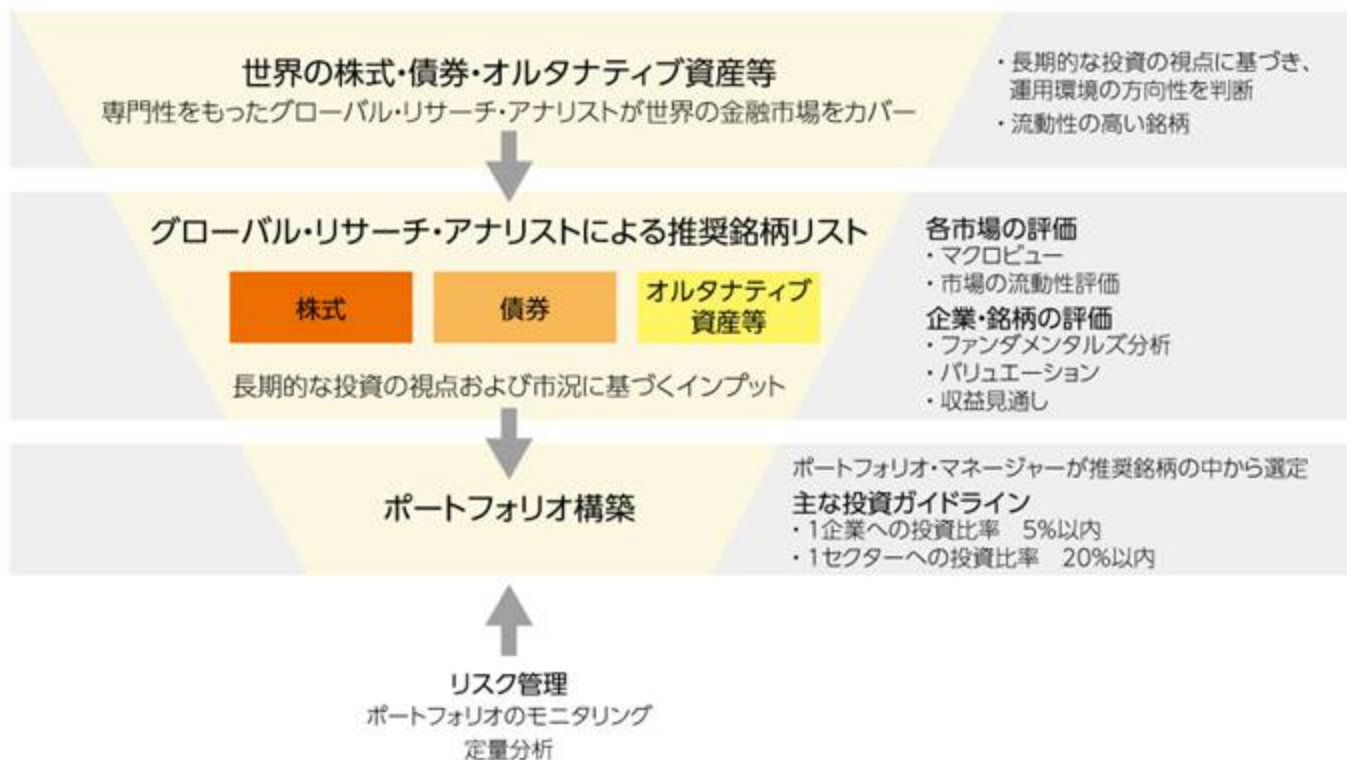 世界の株式・債券・オルタナティブ資産等
専門性をもったグローバル・リサーチ・アナリストが世界の金融市場をカバー
・長期的な投資の視点に基づき、
運用環境の方向性を判断
・流動性の高い銘柄
グローバル・リサーチ・アナリストによる推奨銘柄リスト
株式
債券
オルタナティブ
資産等
長期的な投資の視点および市況に基づくインプット
各市場の評価
・マクロビュー
・市場の流動性評価
企業・銘柄の評価
・ファンダメンタルズ分析
・バリュエーション
・収益見通し
ポートフォリオ構築
ポートフォリオ・マネージャーが推奨銘柄の中から選定
主な投資ガイドライン
・1企業への投資比率　5%以内
・1セクターへの投資比率　20%以内
リスク管理
ポートフォリオのモニタリング
定量分析